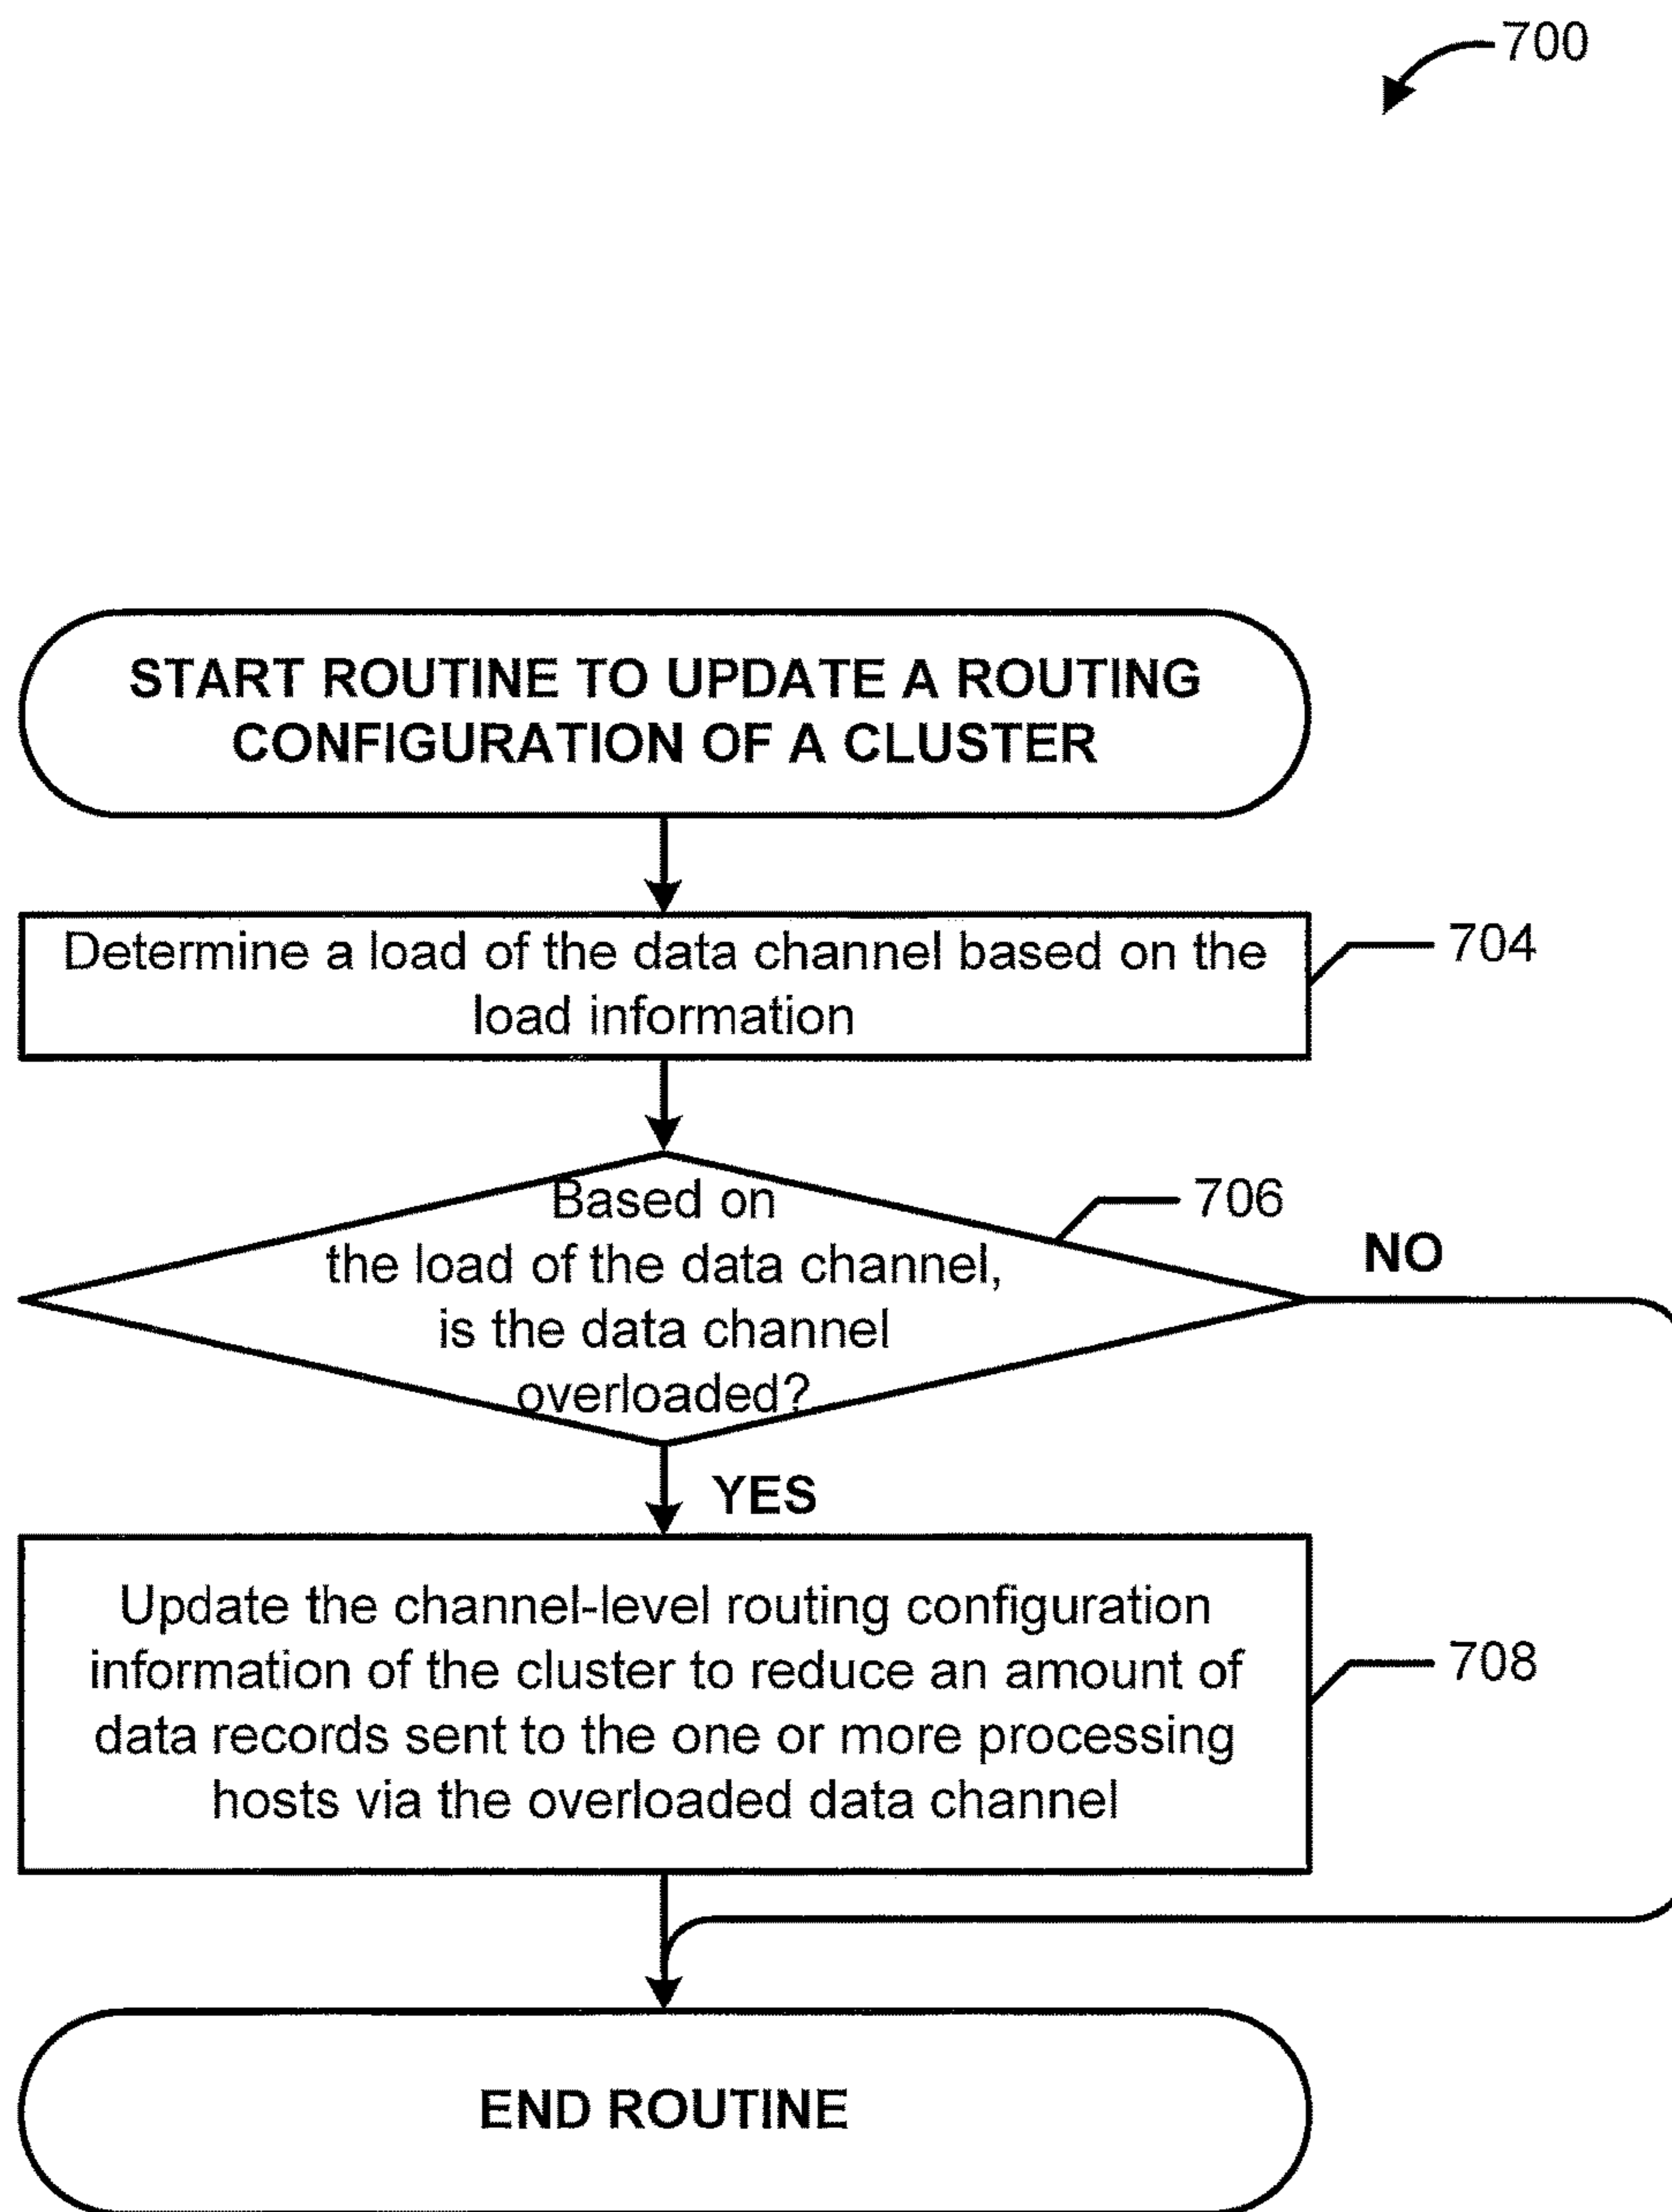 700
START ROUTINE TO UPDATE A ROUTING
CONFIGURATION OF A CLUSTER
Determine a load of the data channel based on the
load information
704
Based on
the load of the data channel,
is the data channel
overloaded?
706
NO
YES
Update the channel-level routing configuration
information of the cluster to reduce an amount of
data records sent to the one or more processing
hosts via the overloaded data channel
708
END ROUTINE